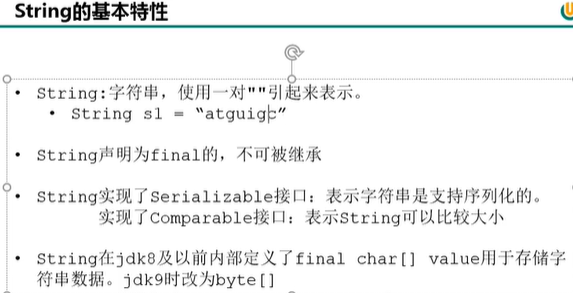 String的基本特性
• String:字符串，使用一对""引起来表示。
• String s1 = “atguigc”
• String声明为final的，不可被继承
• String实现了Serializable接口：表示字符串是支持序列化的。
实现了Comparable接口：表示String可以比较大小
• String在jdk8及以前内部定义了final char[] value用于存储字
符串数据。jdk9时改为byte[]